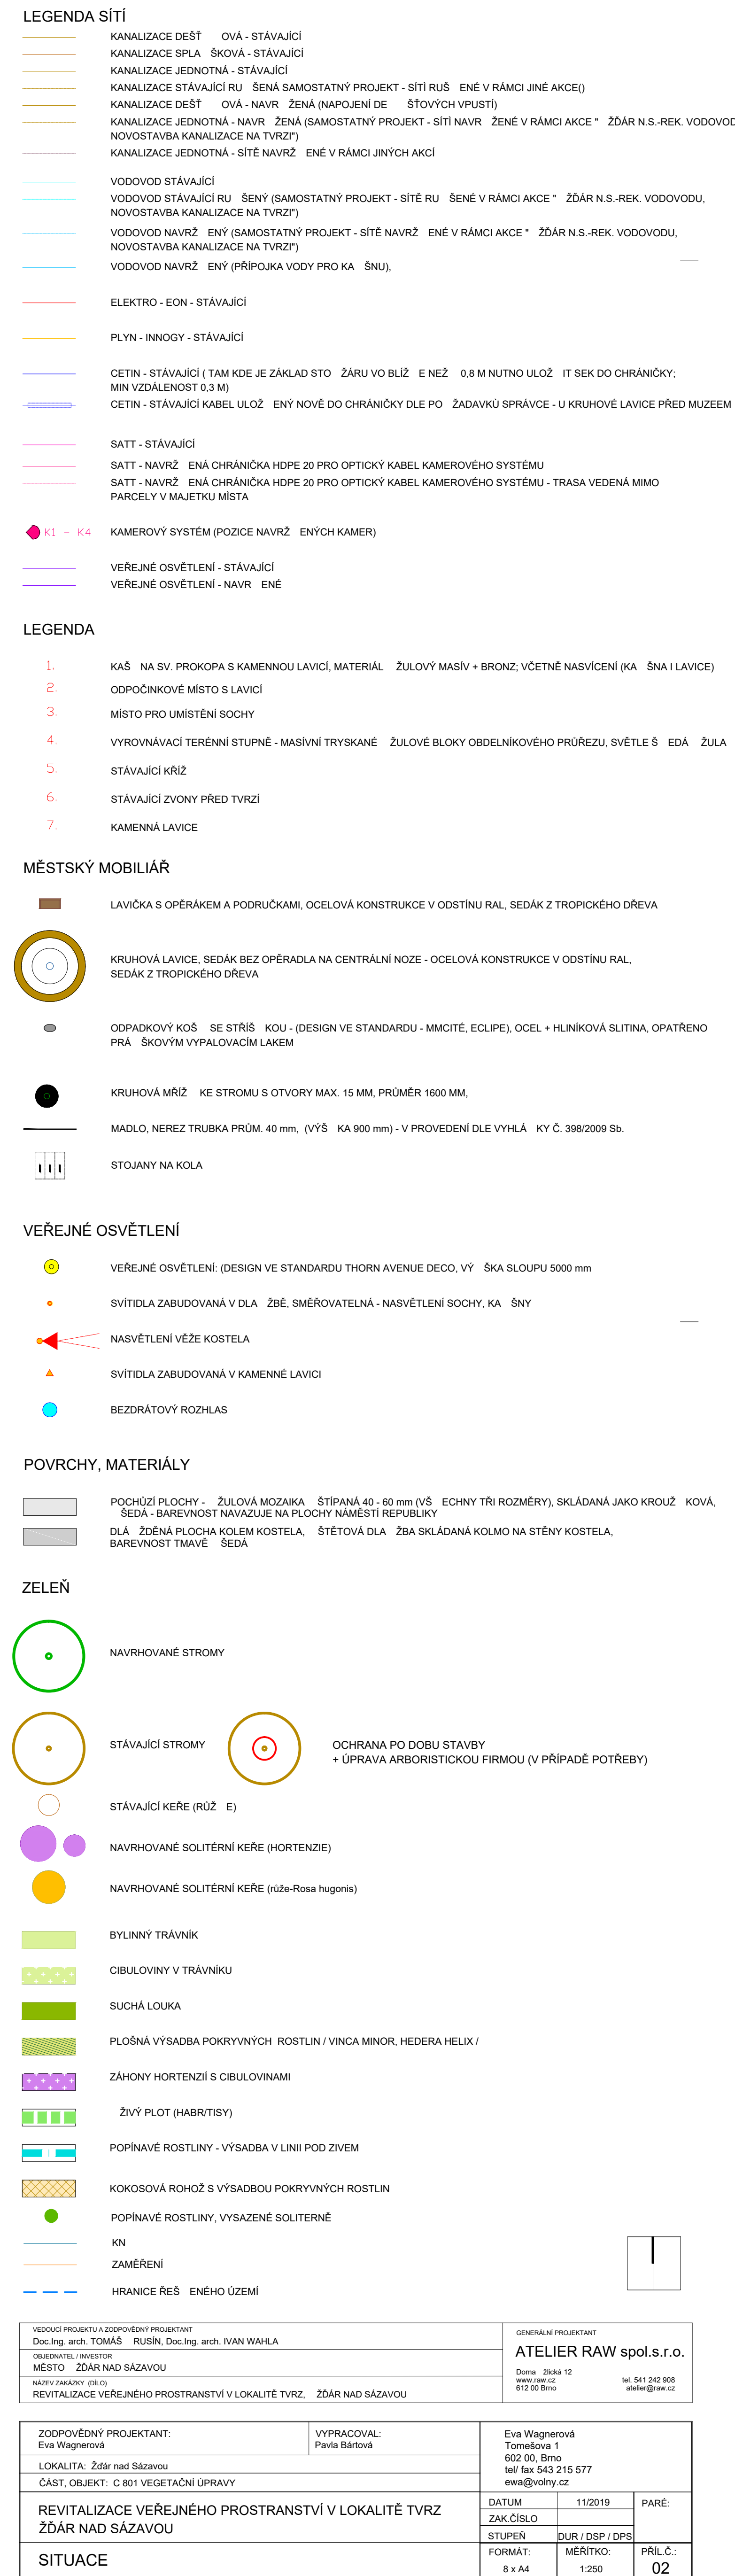 LEGENDA SÍTÍ
KANALIZACE DEŠŤ OVÁ - STÁVAJÍCÍ
KANALIZACE SPLA ŠKOVÁ - STÁVAJÍCÍ
KANALIZACE JEDNOTNÁ - STÁVAJÍCÍ
KANALIZACE STÁVAJÍCÍ RU ŠENÁ SAMOSTATNÝ PROJEKT - SÍTÍ RUŠ ENÉ V RÁMCI JINÉ AKCE()
KANALIZACE DEŠŤ OVÁ - NAVR ŽENÁ (NAPOJENÍ DE ŠŤOVÝCH VPUSTÍ)
KANALIZACE JEDNOTNÁ - NAVR ŽENÁ (SAMOSTATNÝ PROJEKT - SÍTÍ NAVR ŽENÉ V RÁMCI AKCE " ŽĎÁR N.S.-REK. VODOVOD
NOVOSTAVBA KANALIZACE NA TVRZI")
KANALIZACE JEDNOTNÁ - SÍTĚ NAVRŽ ENÉ V RÁMCI JINÝCH AKCÍ
VODOVOD STÁVAJÍCÍ
VODOVOD STÁVAJÍCÍ RU ŠENÝ (SAMOSTATNÝ PROJEKT - SÍTĚ RU ŠENÉ V RÁMCI AKCE " ŽĎÁR N.S.-REK. VODOVODU,
NOVOSTAVBA KANALIZACE NA TVRZI")
VODOVOD NAVRŽ ENÝ (SAMOSTATNÝ PROJEKT - SÍTĚ NAVRŽ ENÉ V RÁMCI AKCE " ŽĎÁR N.S.-REK. VODOVODU,
NOVOSTAVBA KANALIZACE NA TVRZI")
VODOVOD NAVRŽ ENÝ (PŘÍPOJKA VODY PRO KA ŠNU),
ELEKTRO - EON - STÁVAJÍCÍ
PLYN - INNOGY - STÁVAJÍCÍ
CETIN - STÁVAJÍCÍ ( TAM KDE JE ZÁKLAD STO ŽÁRU VO BLÍŽ E NEŽ 0,8 M NUTNO ULOŽ IT SEK DO CHRÁNIČKY;
MIN VZDÁLENOST 0,3 M)
CETIN - STÁVAJÍCÍ KABEL ULOŽ ENÝ NOVĚ DO CHRÁNIČKY DLE PO ŽADAVKŮ SPRÁVCE - U KRUHOVÉ LAVICE PŘED MUZEEM
SATT - STÁVAJÍCÍ
SATT - NAVRŽ ENÁ CHRÁNIČKA HDPE 20 PRO OPTICKÝ KABEL KAMEROVÉHO SYSTÉMU
SATT - NAVRŽ ENÁ CHRÁNIČKA HDPE 20 PRO OPTICKÝ KABEL KAMEROVÉHO SYSTÉMU - TRASA VEDENÁ MIMO
PARCELY V MAJETKU MÍSTA
K1 - K4 KAMEROVÝ SYSTÉM (POZICE NAVRŽ ENÝCH KAMER)
VEŘEJNÉ OSVĚTLENÍ - STÁVAJÍCÍ
VEŘEJNÉ OSVĚTLENÍ - NAVR ENÉ
LEGENDA
1. KAŠ NA SV. PROKOPA S KAMENNOU LAVICÍ, MATERIÁL ŽULOVÝ MASÍV + BRONZ; VČETNĚ NASVÍCENÍ (KA ŠNA I LAVICE)
2. ODPOČINKOVÉ MÍSTO S LAVICÍ
3. MÍSTO PRO UMÍSTĚNÍ SOCHY
4. VYROVNÁVACÍ TERÉNNÍ STUPNĚ - MASÍVNÍ TRYSKANÉ ŽULOVÉ BLOKY OBDELNÍKOVÉHO PRŮŘEZU, SVĚTLE Š EDÁ ŽULA
5. STÁVAJÍCÍ KŘÍŽ
6. STÁVAJÍCÍ ZVONY PŘED TVRZÍ
7. KAMENNÁ LAVICE
MĚSTSKÝ MOBILIÁŘ
LAVIČKA S OPĚRÁKEM A PODRUČKAMI, OCELOVÁ KONSTRUKCE V ODSTÍNU RAL, SEDÁK Z TROPICKÉHO DŘEVA
KRUHOVÁ LAVICE, SEDÁK BEZ OPĚRADLA NA CENTRÁLNÍ NOZE - OCELOVÁ KONSTRUKCE V ODSTÍNU RAL,
SEDÁK Z TROPICKÉHO DŘEVA
ODPADKOVÝ KOŠ SE STŘÍŠ KOU - (DESIGN VE STANDARDU - MMCITÉ, ECLIPE), OCEL + HLINÍKOVÁ SLITINA, OPATŘENO
PRÁ ŠKOVÝM VYPALOVACÍM LAKEM
KRUHOVÁ MŘÍŽ KE STROMU S OTVORY MAX. 15 MM, PRŮMĚR 1600 MM,
MADLO, NEREZ TRUBKA PRŮM. 40 mm, (VÝŠ KA 900 mm) - V PROVEDENÍ DLE VYHLÁ KY Č. 398/2009 Sb.
STOJANY NA KOLA
VEŘEJNÉ OSVĚTLENÍ
VEŘEJNÉ OSVĚTLENÍ: (DESIGN VE STANDARDU THORN AVENUE DECO, VÝ ŠKA SLOUPU 5000 mm
SVÍTIDLA ZABUDOVANÁ V DLA ŽBĚ, SMĚŘOVATELNÁ - NASVĚTLENÍ SOCHY, KA ŠNY
NASVĚTLENÍ VĚŽE KOSTELA
SVÍTIDLA ZABUDOVANÁ V KAMENNÉ LAVICI
BEZDRÁTOVÝ ROZHLAS
POVRCHY, MATERIÁLY
POCHŮZÍ PLOCHY - ŽULOVÁ MOZAIKA ŠTÍPANÁ 40 - 60 mm (VŠ ECHNY TŘI ROZMĚRY), SKLÁDANÁ JAKO KROUŽ KOVÁ,
ŠEDÁ - BAREVNOST NAVAZUJE NA PLOCHY NÁMĚSTÍ REPUBLIKY
DLÁ ŽDĚNÁ PLOCHA KOLEM KOSTELA, ŠTĚTOVÁ DLA ŽBA SKLÁDANÁ KOLMO NA STĚNY KOSTELA,
BAREVNOST TMAVĚ ŠEDÁ
ZELEŇ
NAVRHOVANÉ STROMY
STÁVAJÍCÍ STROMY
OCHRANA PO DOBU STAVBY
+ ÚPRAVA ARBORISTICKOU FIRMOU (V PŘÍPADĚ POTŘEBY)
STÁVAJÍCÍ KEŘE (RŮŽ E)
NAVRHOVANÉ SOLITÉRNÍ KEŘE (HORTENZIE)
NAVRHOVANÉ SOLITÉRNÍ KEŘE (růže-Rosa hugonis)
BYLINNÝ TRÁVNÍK
CIBULOVINY V TRÁVNÍKU
SUCHÁ LOUKA
PLOŠNÁ VÝSADBA POKRYVNÝCH ROSTLIN / VINCA MINOR, HEDERA HELIX /
ZÁHONY HORTENZIÍ S CIBULOVINAMI
ŽIVÝ PLOT (HABR/TISY)
POPÍNAVÉ ROSTLINY - VÝSADBA V LINII POD ZIVEM
KOKOSOVÁ ROHOŽ S VÝSADBOU POKRYVNÝCH ROSTLIN
POPÍNAVÉ ROSTLINY, VYSAZENÉ SOLITERNĚ
KN
ZAMĚŘENÍ
HRANICE ŘEŠ ENÉHO ÚZEMÍ
VEDOUCÍ PROJEKTU A ZODPOVĚDNÝ PROJEKTANT
Doc.Ing. arch. TOMÁŠ RUSÍN, Doc.Ing. arch. IVAN WAHLA
OBJEDNATEL / INVESTOR
MĚSTO ŽĎÁR NAD SÁZAVOU
NÁZEV ZAKÁZKY (DÍLO)
REVITALIZACE VEŘEJNÉHO PROSTRANSTVÍ V LOKALITĚ TVRZ, ŽĎÁR NAD SÁZAVOU
GENERÁLNÍ PROJEKTANT
ATELIER RAW spol.s.r.o.
Doma žlická 12
www.raw.cz tel. 541 242 908
612 00 Brno atelier@raw.cz
ZODPOVĚDNÝ PROJEKTANT:
Eva Wagnerová
VYPRACOVAL:
Pavla Bártová
LOKALITA: Žďár nad Sázavou
ČÁST, OBJEKT: C 801 VEGETAČNÍ ÚPRAVY
Eva Wagnerová
Tomešova 1
602 00, Brno
tel/ fax 543 215 577
ewa@volny.cz
REVITALIZACE VEŘEJNÉHO PROSTRANSTVÍ V LOKALITĚ TVRZ
ŽĎÁR NAD SÁZAVOU
DATUM 11/2019 PARÉ:
ZAK.ČÍSLO
STUPEŇ DUR / DSP / DPS
SITUACE
FORMÁT: MĚŘÍTKO: PŘÍL.Č.:
8 x A4 1:250 02